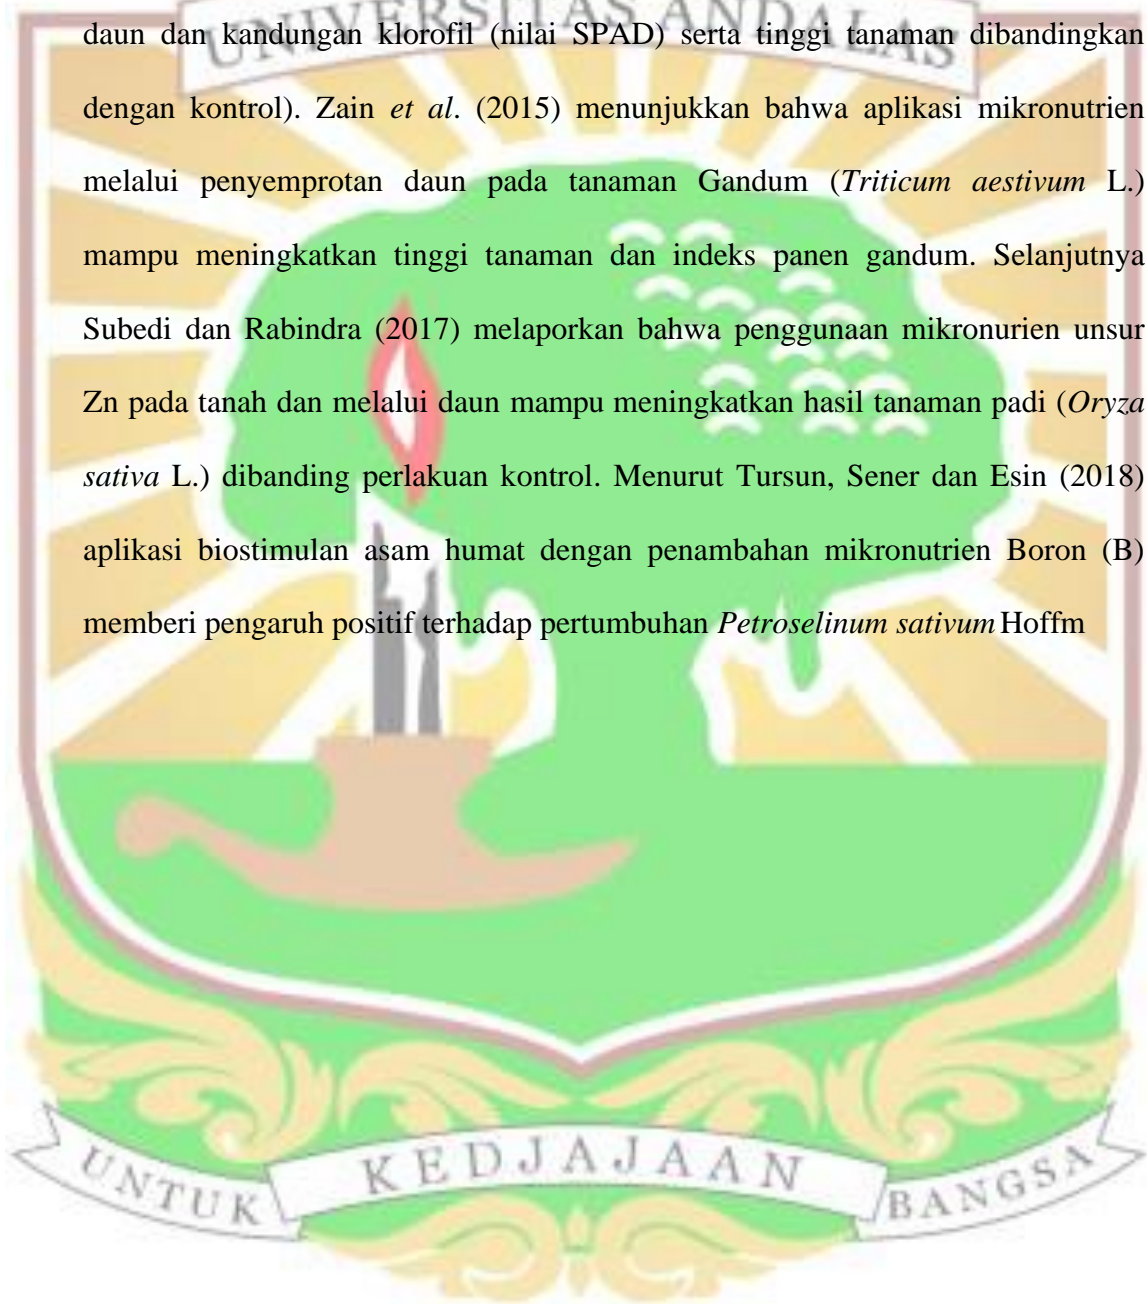 UNIVERSITAS ANDALAS
daun dan kandungan klorofil (nilai SPAD) serta tinggi tanaman dibandingkan
dengan kontrol). Zain et al. (2015) menunjukkan bahwa aplikasi mikronutrien
melalui penyemprotan daun pada tanaman Gandum (Triticum aestivum L.)
mampu meningkatkan tinggi tanaman dan indeks panen gandum. Selanjutnya
Subedi dan Rabindra (2017) melaporkan bahwa penggunaan mikronurien unsur
Zn pada tanah dan melalui daun mampu meningkatkan hasil tanaman padi (Oryza
sativa L.) dibanding perlakuan kontrol. Menurut Tursun, Sener dan Esin (2018)
aplikasi biostimulan asam humat dengan penambahan mikronutrien Boron (B)
memberi pengaruh positif terhadap pertumbuhan Petroselinum sativum Hoffm
UNTUK KEDJAJAAN BANGSA